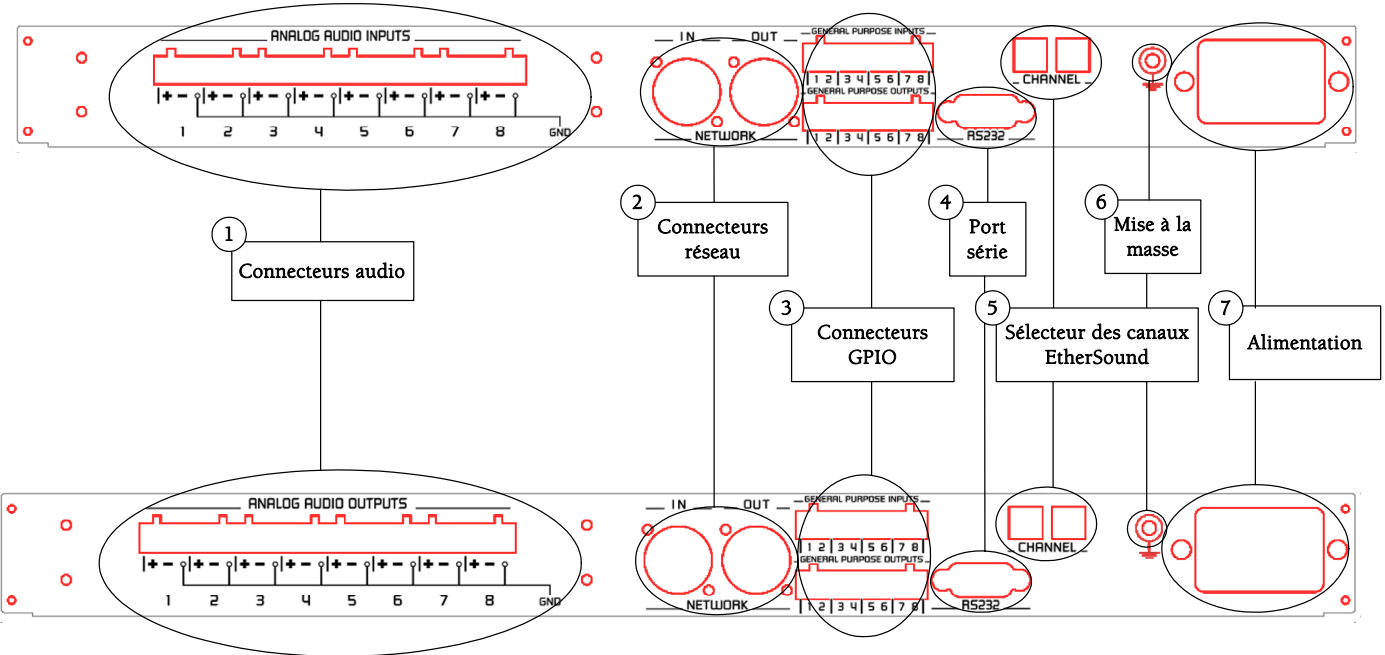 ANALOG AUDIO INPUTS
IN OUT
GENERAL PURPOSE INPUTS
1 2 3 4 5 6 7 8
GENERAL PURPOSE OUTPUTS
1 2 3 4 5 6 7 8
CHANNEL
+ - + - + - + - + - + - + - + -
1 2 3 4 5 6 7 8
GND
NETWORK
RS232
1
Connecteurs audio
2
Connecteurs
réseau
3
Connecteurs
GPIO
4
Port
série
5
Sélecteur des canaux
EtherSound
6
Mise à la
masse
7
Alimentation
ANALOG AUDIO OUTPUTS
IN OUT
GENERAL PURPOSE INPUTS
1 2 3 4 5 6 7 8
GENERAL PURPOSE OUTPUTS
1 2 3 4 5 6 7 8
CHANNEL
+ - + - + - + - + - + - + - + -
1 2 3 4 5 6 7 8
GND
NETWORK
RS232